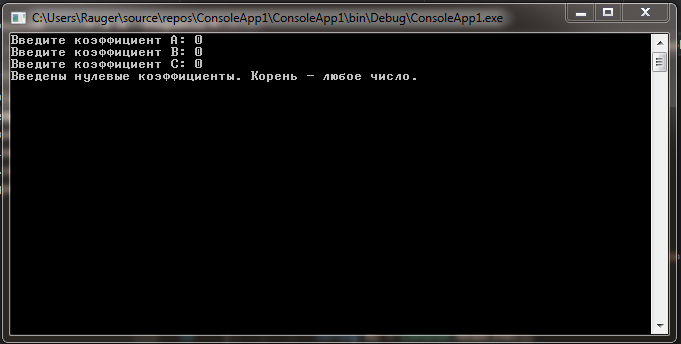 C:\Users\Rauger\source\repos\ConsoleApp1\ConsoleApp1\bin\Debug\ConsoleApp1.exe
Введите коэффициент A: 0
Введите коэффициент B: 0
Введите коэффициент C: 0
Введены нулевые коэффициенты. Корень - любое число.